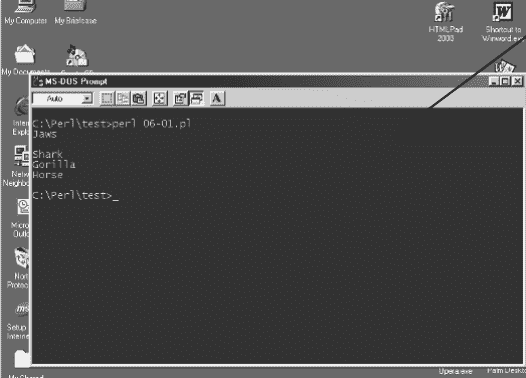 My Computer My Briefcase
HTMLPad
2000
Shortcut to
Winword.exe
My Documents
MS-DOS Prompt
Auto
A
C:\Perl\test>perl 06-01.pl
Jaws
Shark
Gorilla
Horse
C:\Perl\test>_
Opera.exe
Palm Deskto